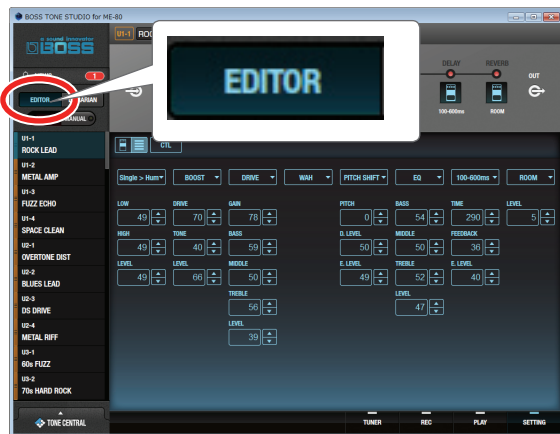 BOSS TONE STUDIO for ME-80
a sound innovator
BOSS
U1-1
NEWS 1
EDITOR
EDITOR
DELAY REVERB
100-600ms ROOM
OUT
MANUAL
CTL
U1-1
ROCK LEAD
U1-2
METAL AMP
U1-3
FUZZ ECHO
U1-4
SPACE CLEAN
U2-1
OVERTONE DIST
U2-2
BLUES LEAD
U2-3
DS DRIVE
U2-4
METAL RIFF
U3-1
60s FUZZ
U3-2
70s HARD ROCK
Single > Hum BOOST DRIVE WAH PITCH SHIFT EQ 100-600ms ROOM
LOW DRIVE GAIN PITCH BASS TIME LEVEL
49 70 78 0 54 290 5
HIGH TONE BASS D. LEVEL MIDDLE FEEDBACK
49 40 59 50 50 36
LEVEL LEVEL MIDDLE E. LEVEL TREBLE E. LEVEL
49 66 50 49 52 40
TREBLE LEVEL
56 47
LEVEL
39
TONE CENTRAL
TUNER REC PLAY SETTING